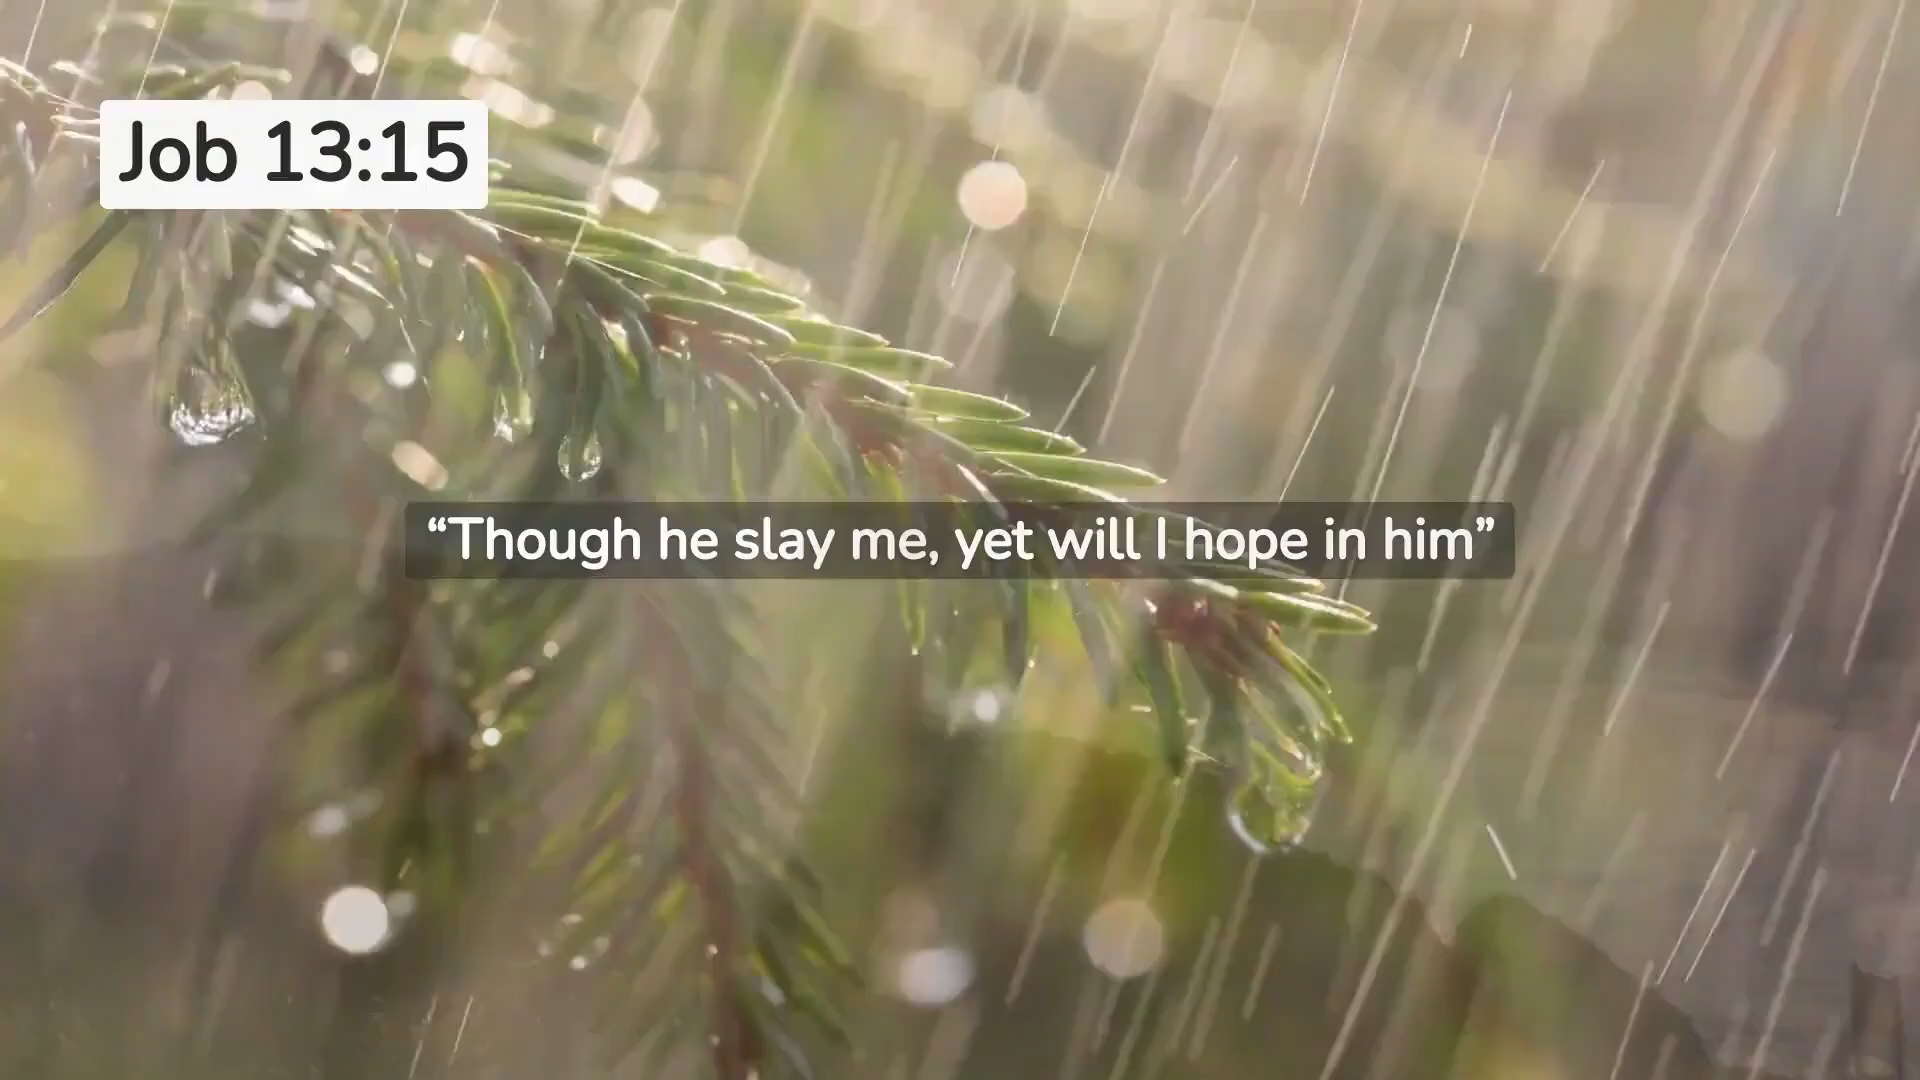 Job 13:15
“Though he slay me, yet will I hope in him”